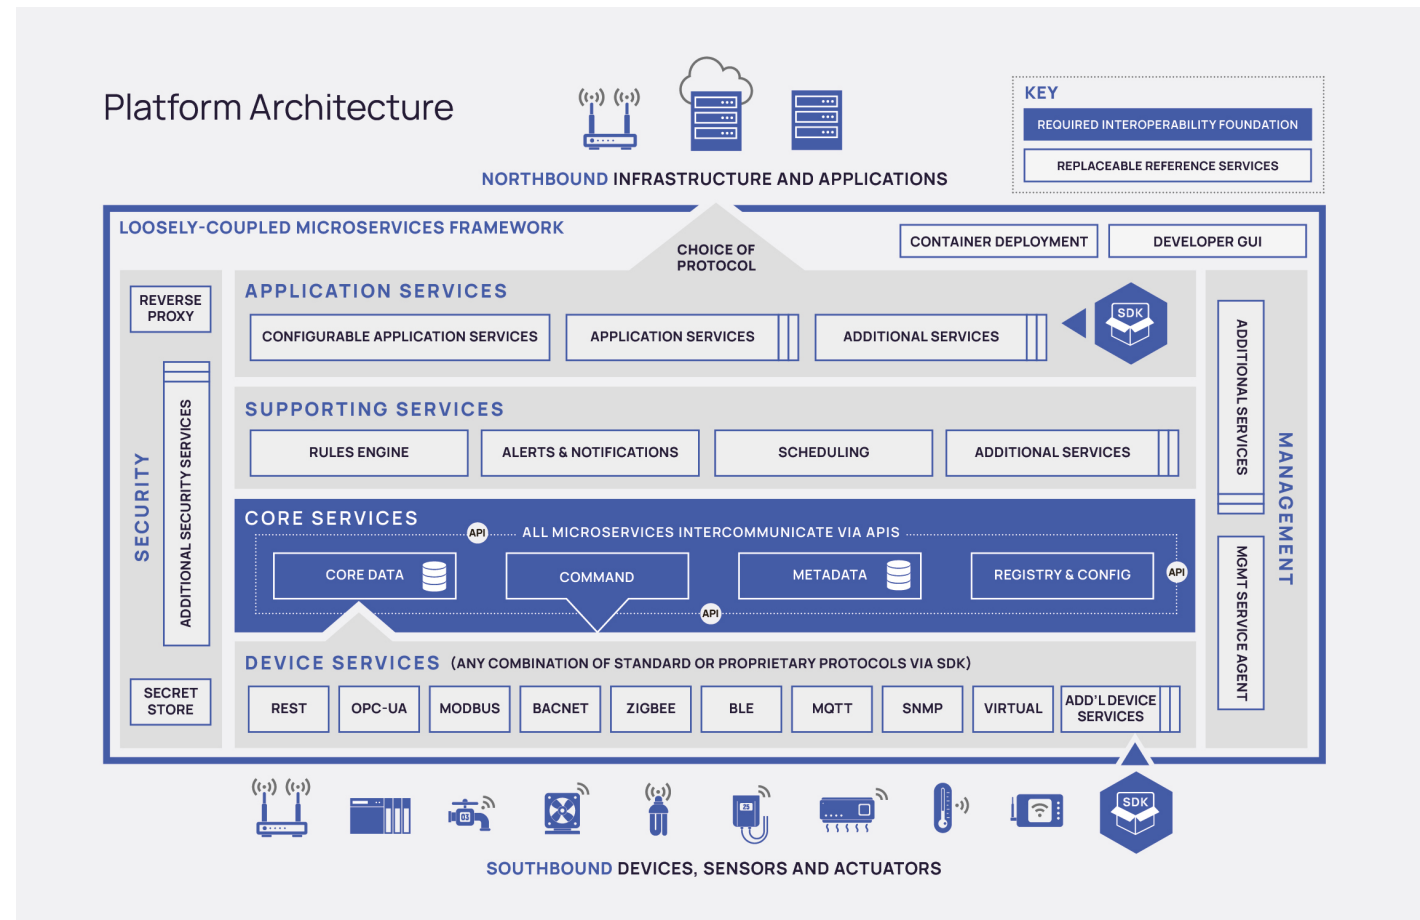 Platform Architecture
KEY
REQUIRED INTEROPERABILITY FOUNDATION
REPLACEABLE REFERENCE SERVICES
NORTHBOUND INFRASTRUCTURE AND APPLICATIONS
LOOSELY-COUPLED MICROSERVICES FRAMEWORK
CHOICE OF
PROTOCOL
CONTAINER DEPLOYMENT
DEVELOPER GUI
SECURITY
REVERSE
PROXY
ADDITIONAL SECURITY SERVICES
SECRET
STORE
APPLICATION SERVICES
CONFIGURABLE APPLICATION SERVICES
APPLICATION SERVICES
ADDITIONAL SERVICES
SDK
SUPPORTING SERVICES
RULES ENGINE
ALERTS & NOTIFICATIONS
SCHEDULING
ADDITIONAL SERVICES
CORE SERVICES
API
ALL MICROSERVICES INTERCOMMUNICATE VIA APIS
CORE DATA
COMMAND
METADATA
REGISTRY & CONFIG
API
API
DEVICE SERVICES (ANY COMBINATION OF STANDARD OR PROPRIETARY PROTOCOLS VIA SDK)
REST
OPC-UA
MODBUS
BACNET
ZIGBEE
BLE
MQTT
SNMP
VIRTUAL
ADD'L DEVICE
SERVICES
MANAGEMENT
ADDITIONAL SERVICES
MGMT SERVICE AGENT
03
25
SDK
SOUTHBOUND DEVICES, SENSORS AND ACTUATORS